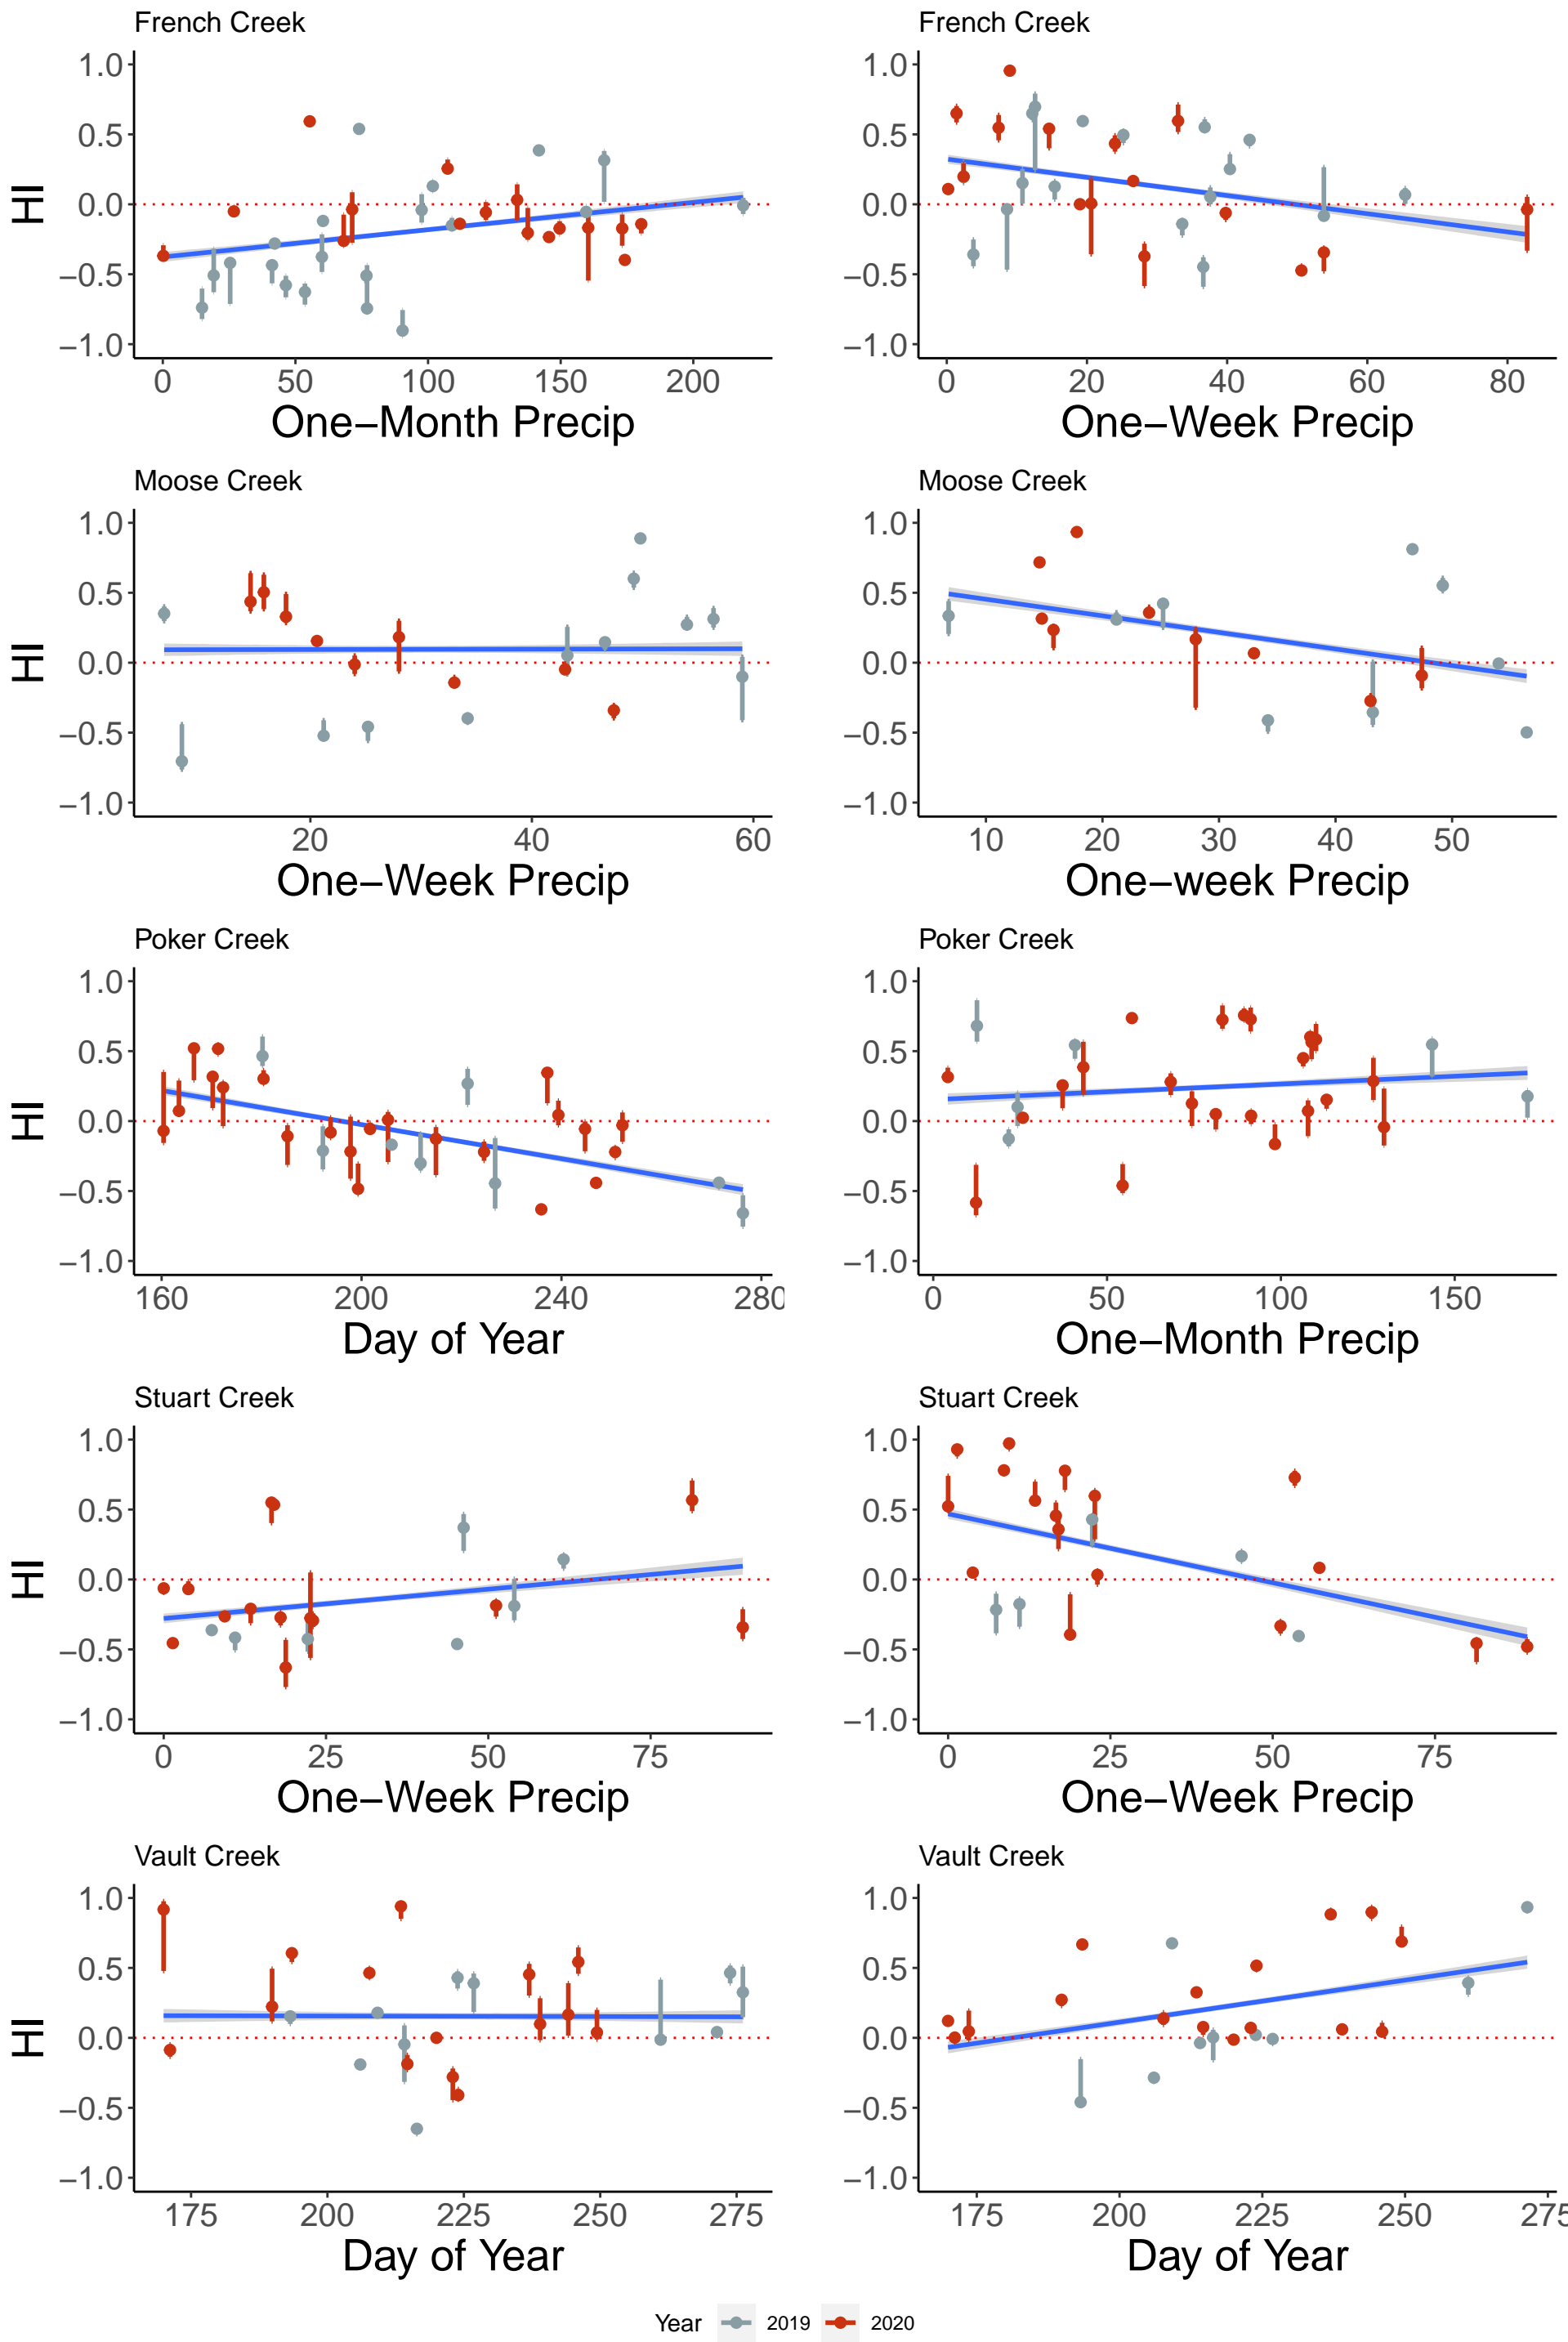 French Creek
French Creek
HI
1.0
0.5
0.0
−0.5
−1.0
0 50 100 150 200
One−Month Precip
1.0
0.5
0.0
−0.5
−1.0
0 20 40 60 80
One−Week Precip
Moose Creek
Moose Creek
HI
1.0
0.5
0.0
−0.5
−1.0
20 40 60
One−Week Precip
1.0
0.5
0.0
−0.5
−1.0
10 20 30 40 50
One−week Precip
Poker Creek
Poker Creek
HI
1.0
0.5
0.0
−0.5
−1.0
160 200 240 280
Day of Year
1.0
0.5
0.0
−0.5
−1.0
0 50 100 150
One−Month Precip
Stuart Creek
Stuart Creek
HI
1.0
0.5
0.0
−0.5
−1.0
0 25 50 75
One−Week Precip
1.0
0.5
0.0
−0.5
−1.0
0 25 50 75
One−Week Precip
Vault Creek
Vault Creek
HI
1.0
0.5
0.0
−0.5
−1.0
175 200 225 250 275
Day of Year
1.0
0.5
0.0
−0.5
−1.0
175 200 225 250 275
Day of Year
Year 2019 2020